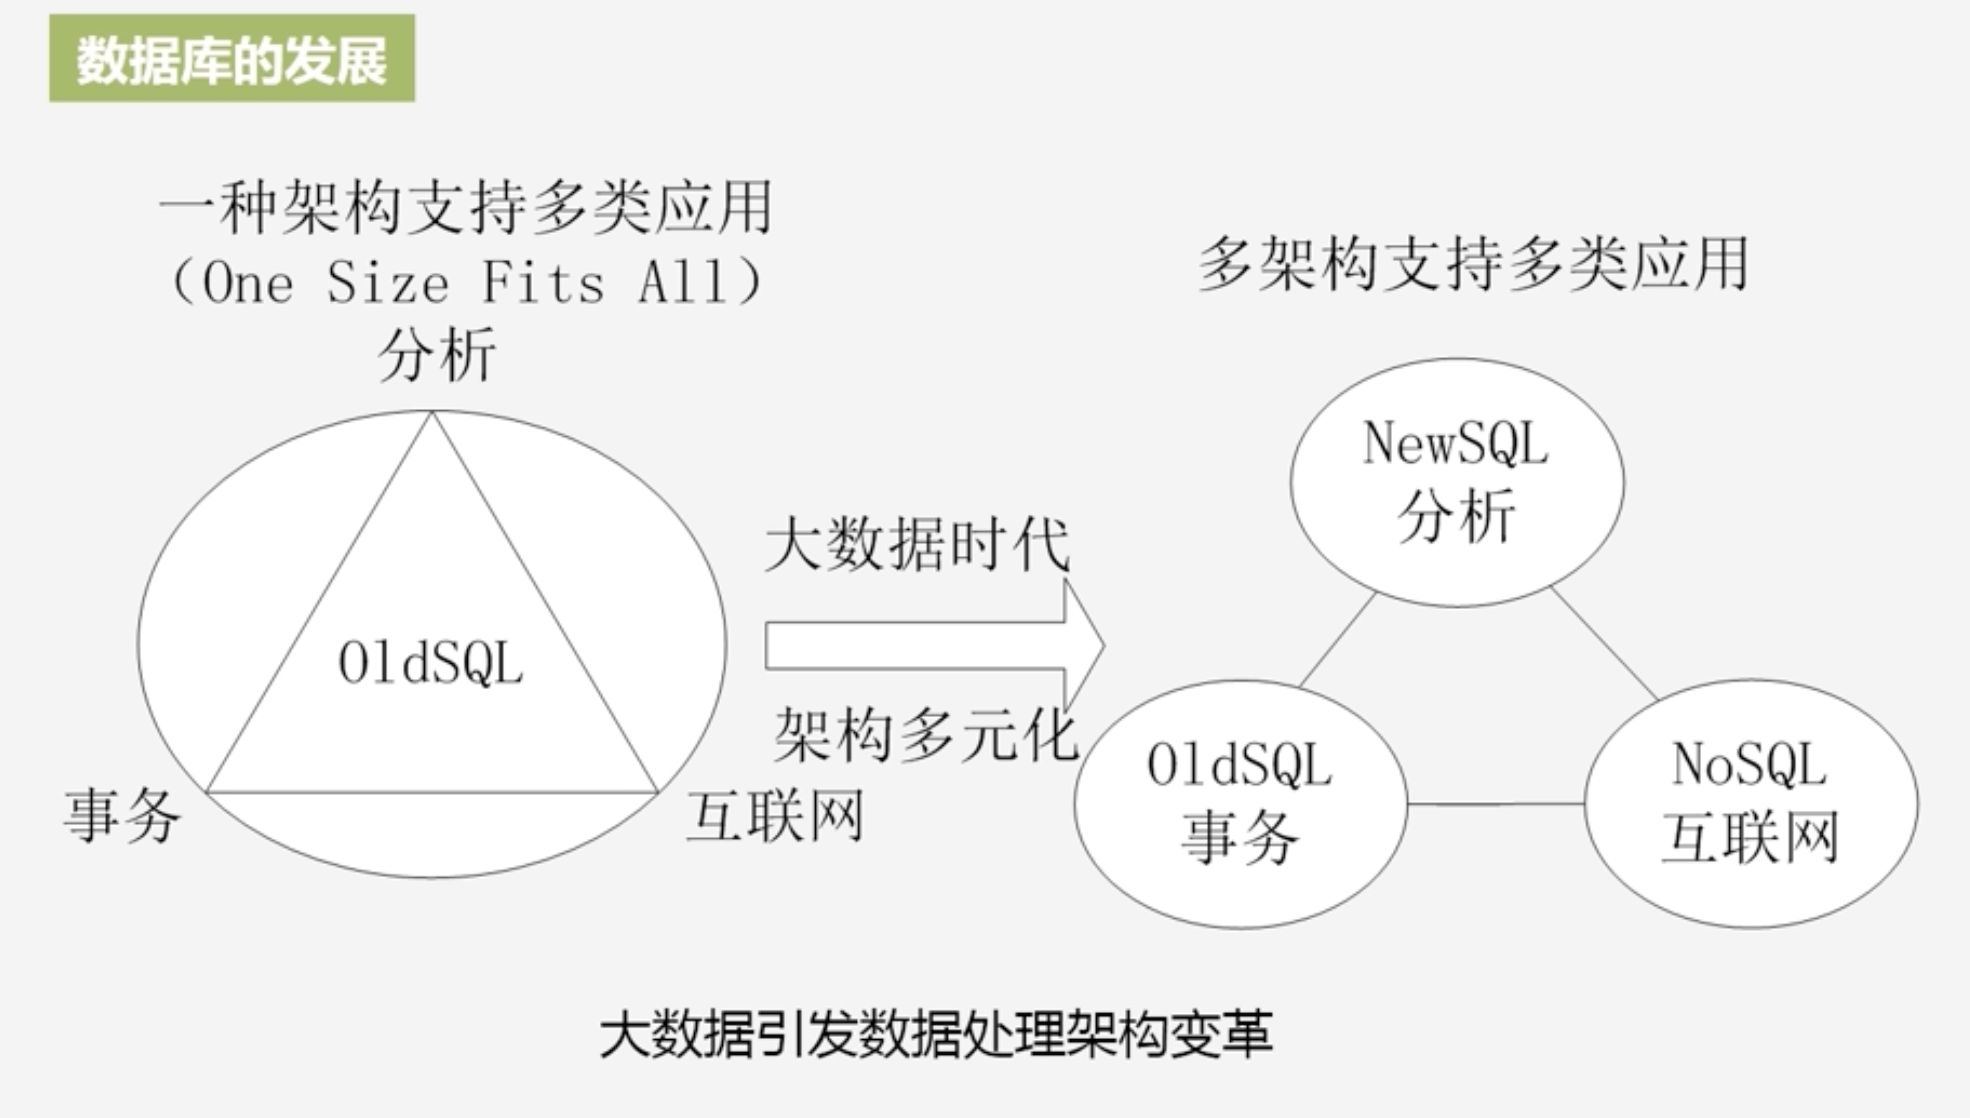 数据库的发展
一种架构支持多类应用
（One Size Fits All）
分析
OldSQL
事务
互联网
大数据时代
架构多元化
多架构支持多类应用
NewSQL
分析
OldSQL
事务
NoSQL
互联网
大数据引发数据处理架构变革